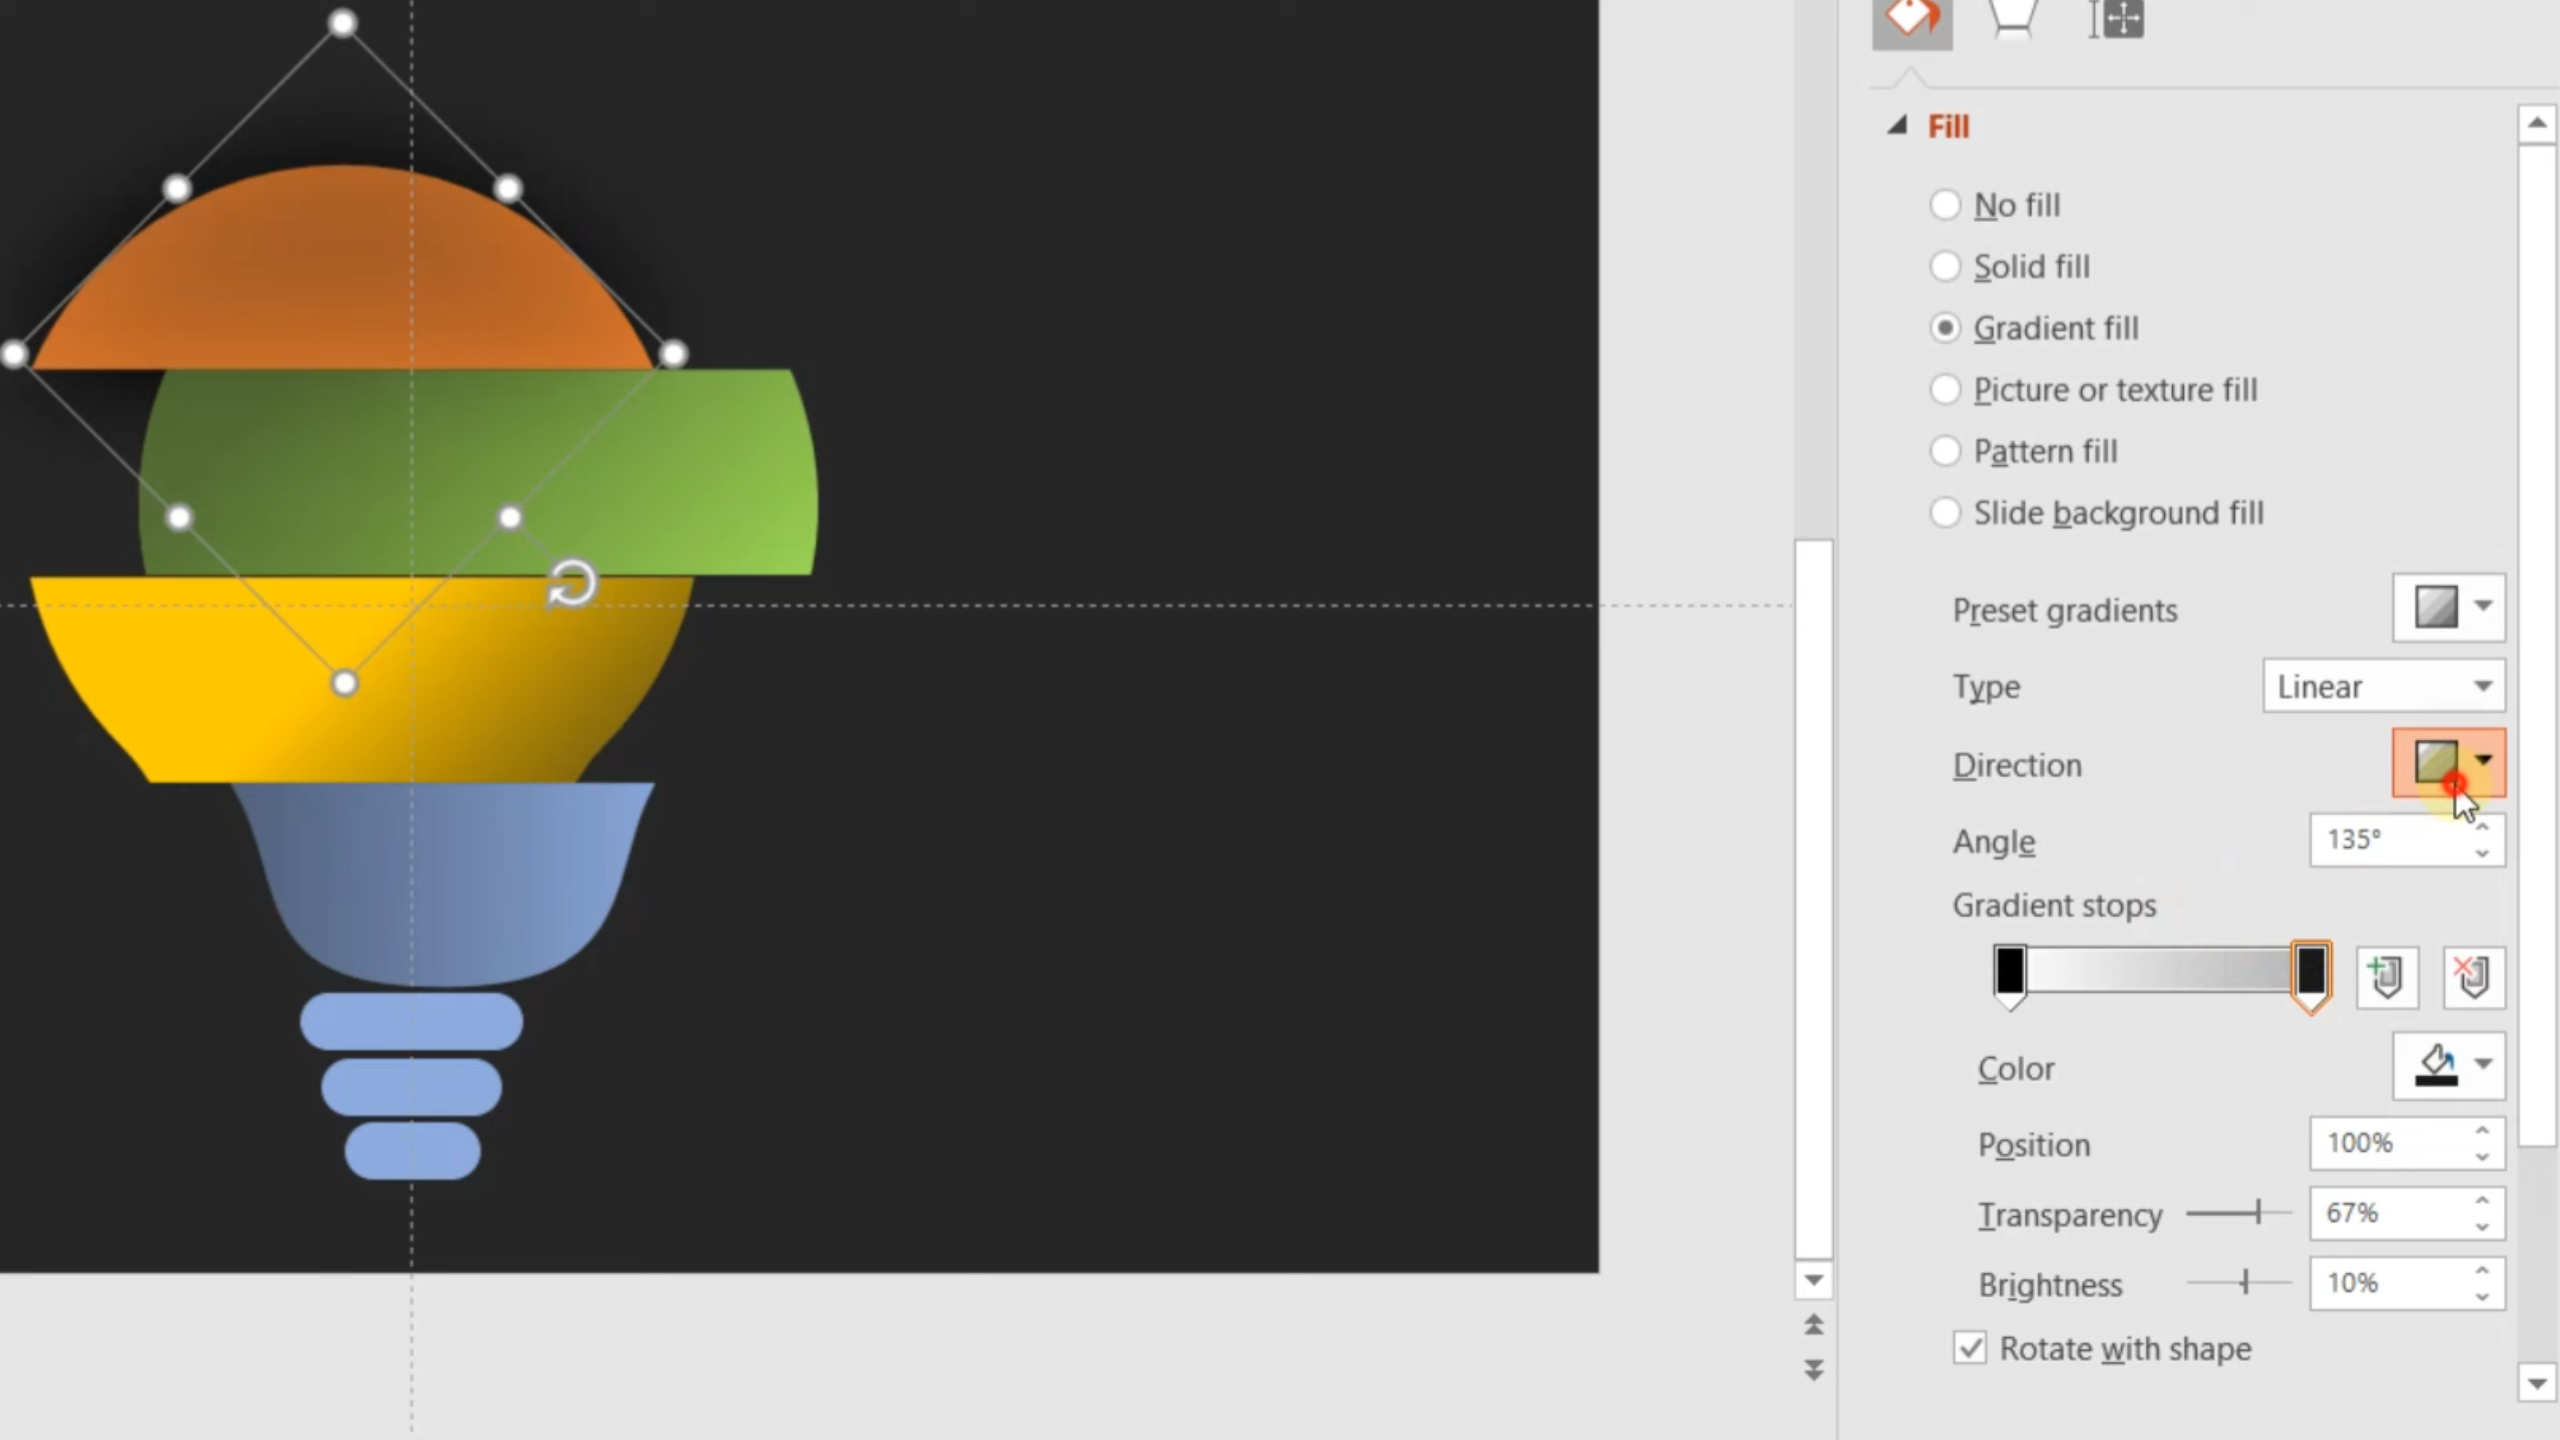 Fill
No fill
Solid fill
Gradient fill
Picture or texture fill
Pattern fill
Slide background fill
Preset gradients
Type Linear
Direction
Angle 135°
Gradient stops
Color
Position 100%
Transparency 67%
Brightness 10%
Rotate with shape